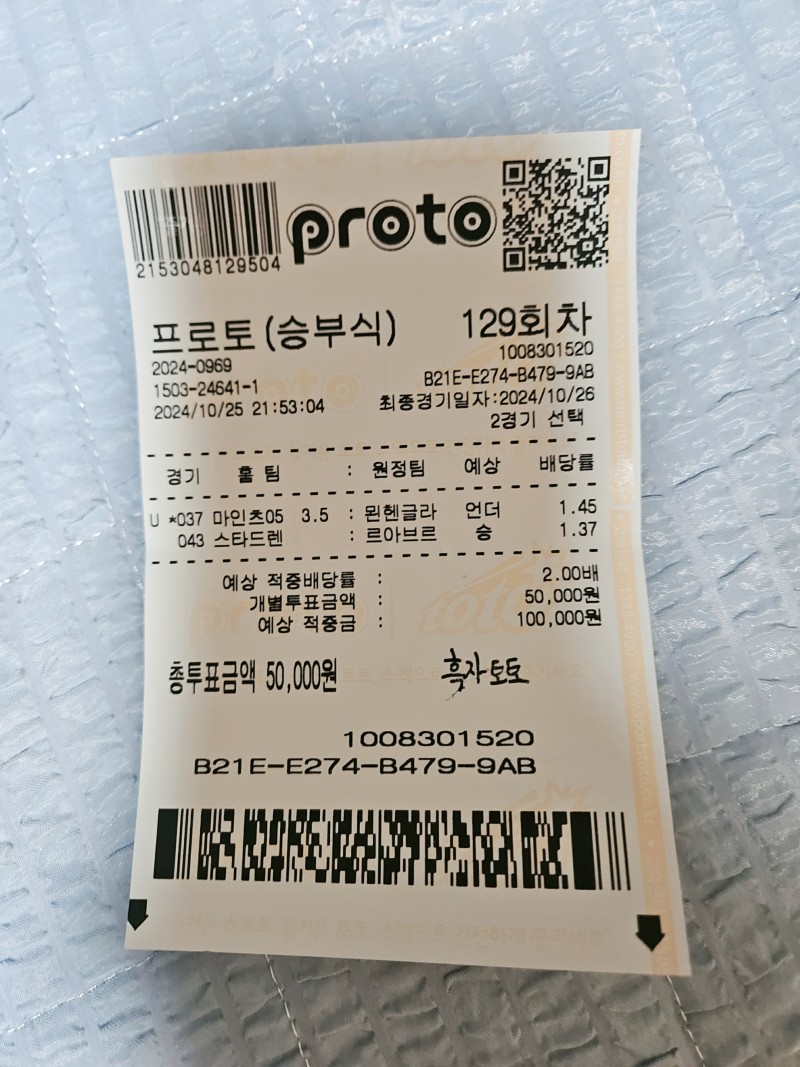 2153048129504
proto
프로토(승부식) 129회차
2024-0969 1008301520
1503-24641-1 B21E-E274-B479-9AB
2024/10/25 21:53:04 최종경기일자:2024/10/26
2경기 선택
경기 홈 팀 : 원정팀 예상 배당률
U *037 마인츠05 3.5 : 묀헨글라 언더 1.45
043 스타드렌 : 르아브르 승 1.37
예상 적중배당률 : 2.00배
개별투표금액 : 50,000원
예상 적중금 : 100,000원
총투표금액 50,000원 흑자토토
1008301520
B21E-E274-B479-9AB